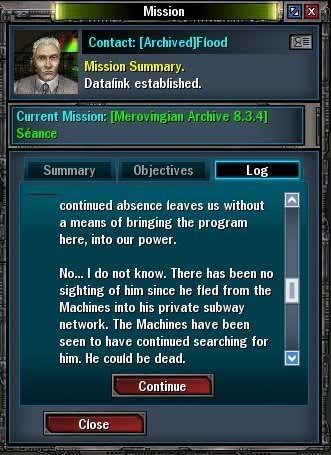 Mission
Contact: [Archived]Flood
Mission Summary.
Datalink established.
Current Mission: [Merovingian Archive 8.3.4]
Séance
Summary
Objectives
Log
continued absence leaves us without
a means of bringing the program
here, into our power.
No... I do not know. There has been no
sighting of him since he fled from the
Machines into his private subway
network. The Machines have been
seen to have continued searching for
him. He could be dead.
Continue
Close